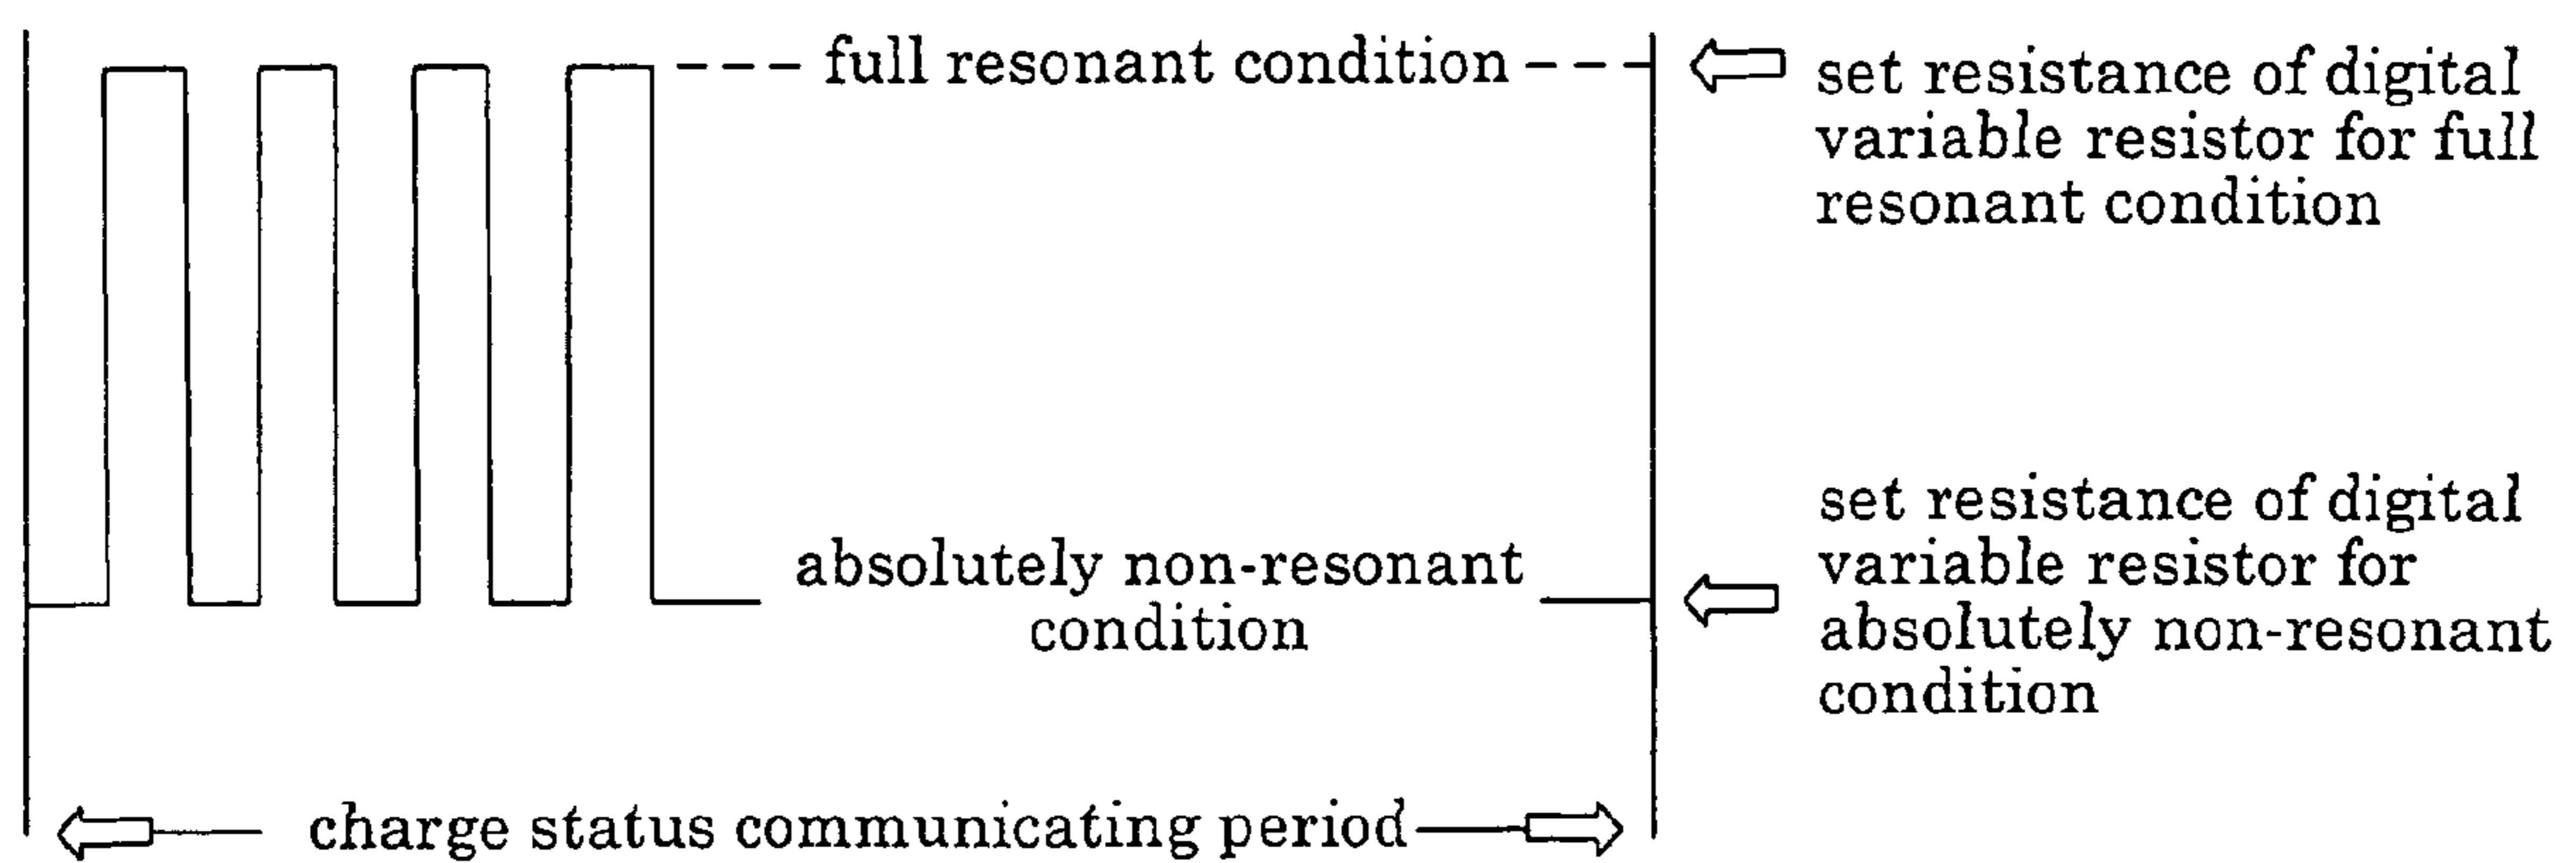 full resonant condition
set resistance of digital
variable resistor for full
resonant condition
absolutely non-resonant
condition
set resistance of digital
variable resistor for
absolutely non-resonant
condition
charge status communicating period